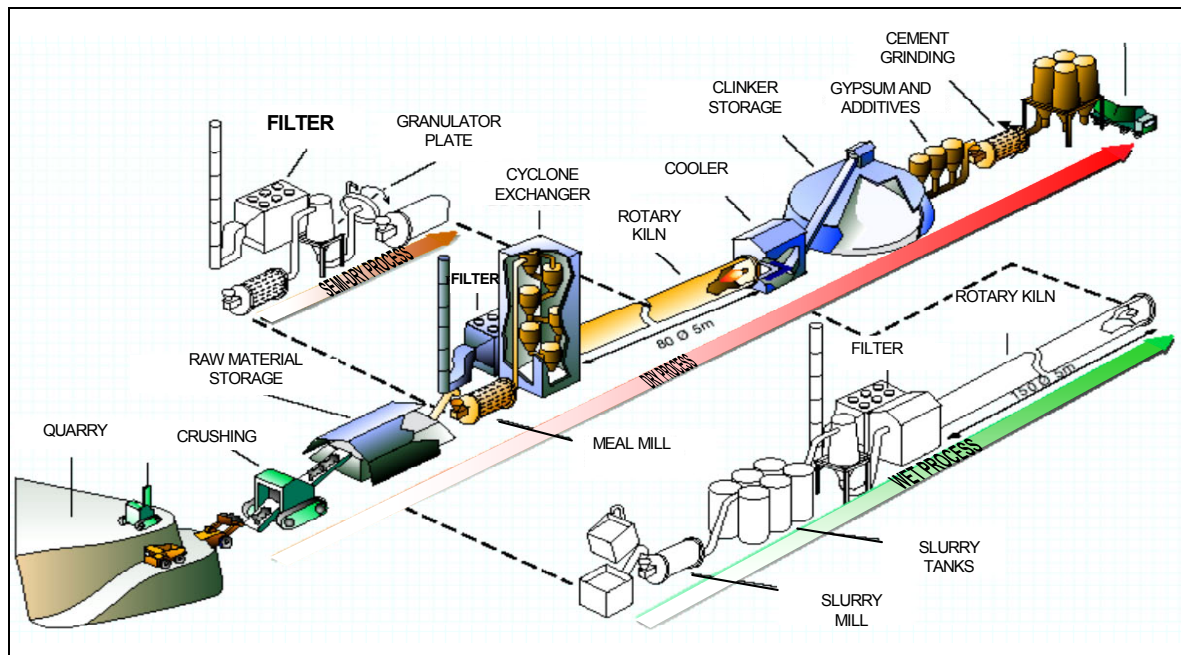 CEMENT
GRINDING
CLINKER
STORAGE
GYPSUM AND
ADDITIVES
FILTER
GRANULATOR
PLATE
CYCLONE
EXCHANGER
COOLER
ROTARY
KILN
SEMI-DRY PROCESS
FILTER
80 Ø 5m
DRY PROCESS
ROTARY KILN
FILTER
150 Ø 5m
WET PROCESS
RAW MATERIAL
STORAGE
QUARRY
CRUSHING
MEAL MILL
SLURRY
TANKS
SLURRY
MILL